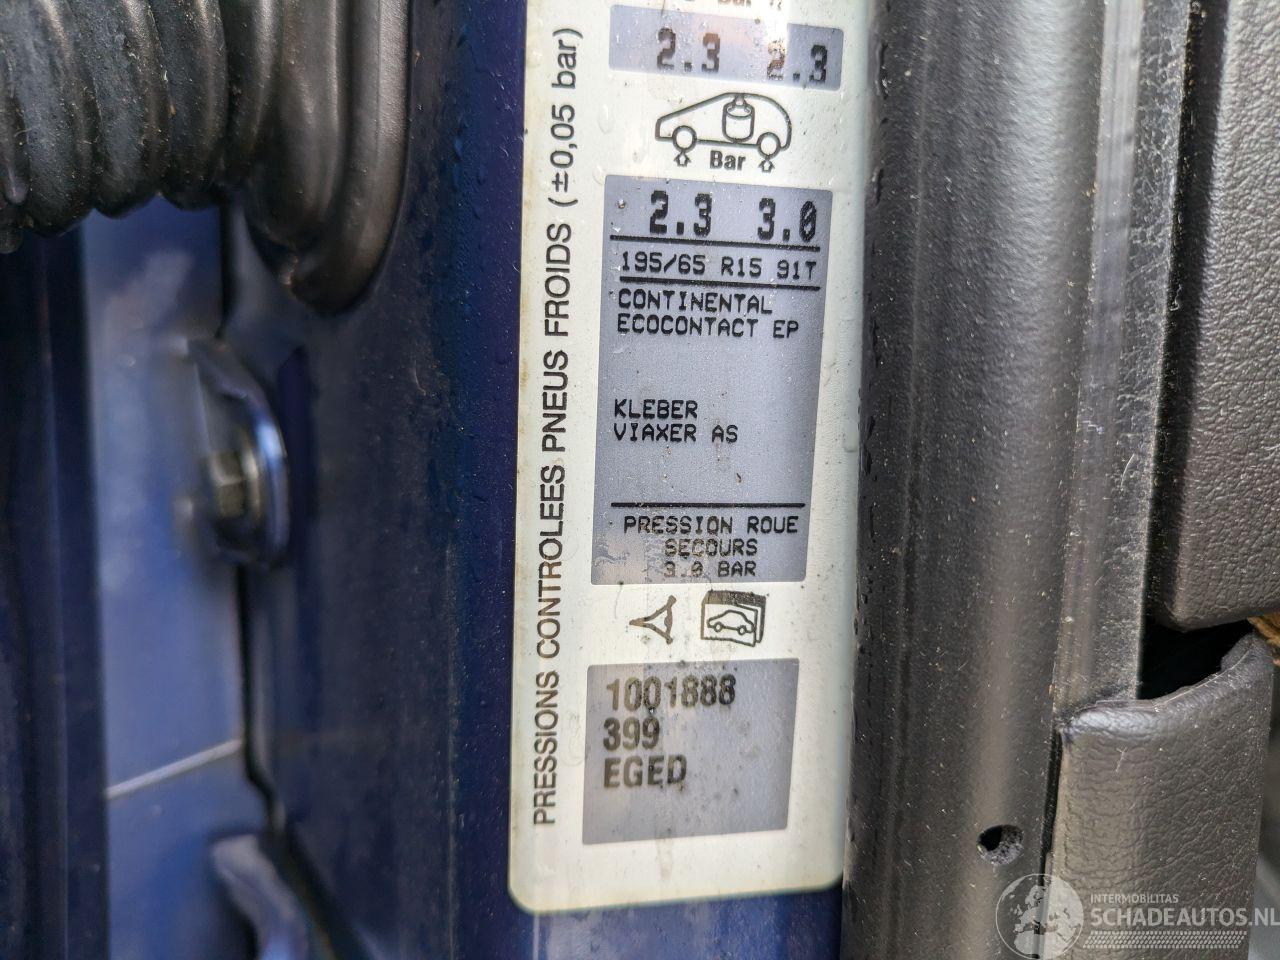 2.3 2.3
Bar
2.3 3.0
195/65 R15 91T
CONTINENTAL
ECOCONTACT EP
KLEBER
VIAXER AS
PRESSION ROUE
SECOURS
3.0 BAR
1001888
399
EGED
PRESSIONS CONTROLEES PNEUS FROIDS (±0,05 bar)
INTERMOBILITAS
SCHADEAUTOS.NL